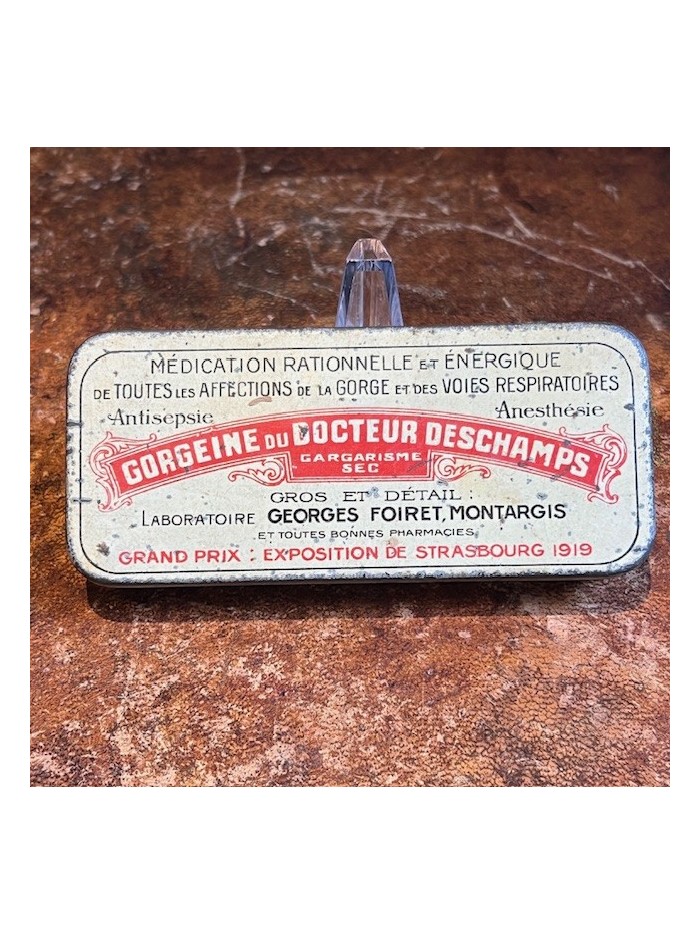 MÉDICATION RATIONNELLE ET ÉNERGIQUE
DE TOUTES LES AFFECTIONS DE LA GORGE ET DES VOIES RESPIRATOIRES
Antisepsie Anesthésie
GORGEINE DU DOCTEUR DESCHAMPS
GARGARISME
SEC
GROS ET DÉTAIL :
LABORATOIRE GEORGES FOIRET, MONTARGIS
ET TOUTES BONNES PHARMACIES
GRAND PRIX : EXPOSITION DE STRASBOURG 1919